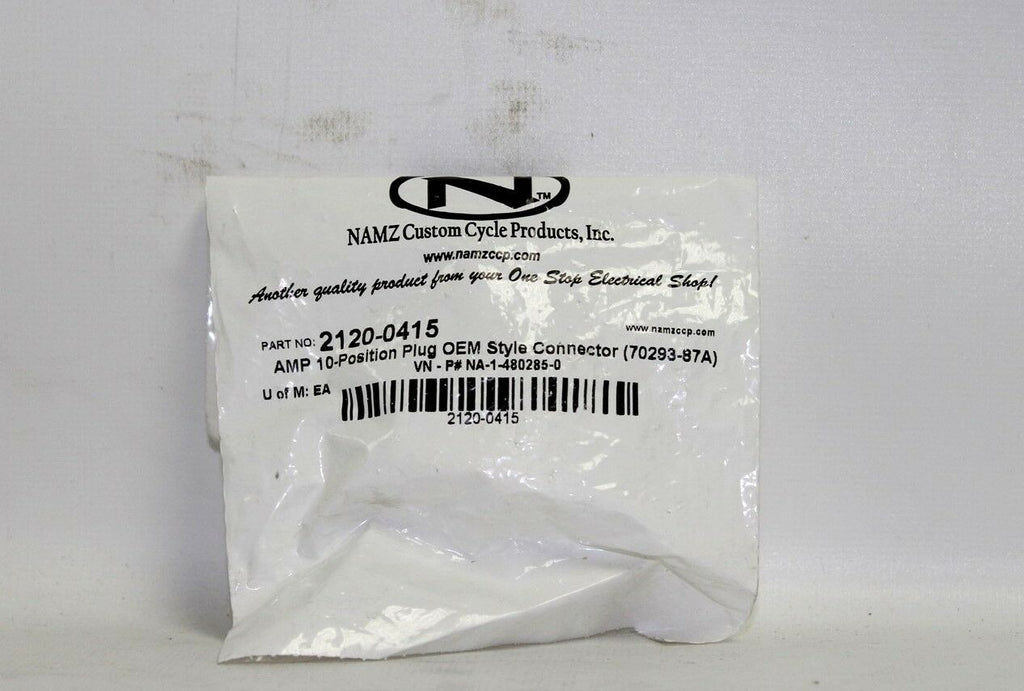 N™
NAMZ Custom Cycle Products, Inc.
www.namzccp.com
Another quality product from your One Stop Electrical Shop!
www.namzccp.com
PART NO: 2120-0415
AMP 10-Position Plug OEM Style Connector (70293-87A)
VN - P# NA-1-480285-0
U of M: EA
2120-0415